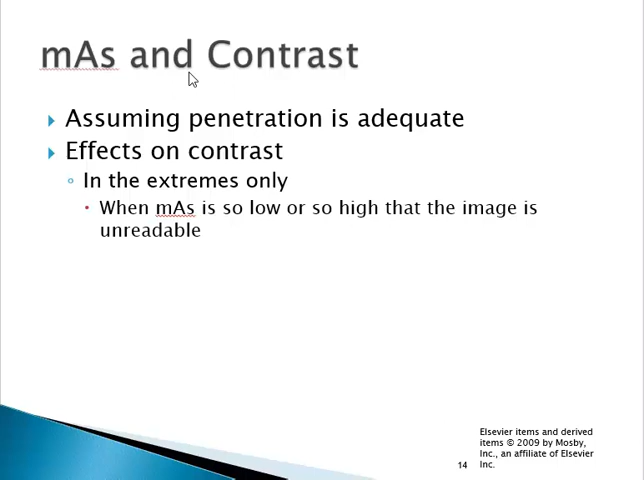 mAs and Contrast
Assuming penetration is adequate
Effects on contrast
In the extremes only
When mAs is so low or so high that the image is
unreadable
Elsevier items and derived
items © 2009 by Mosby,
Inc., an affiliate of Elsevier
14 Inc.